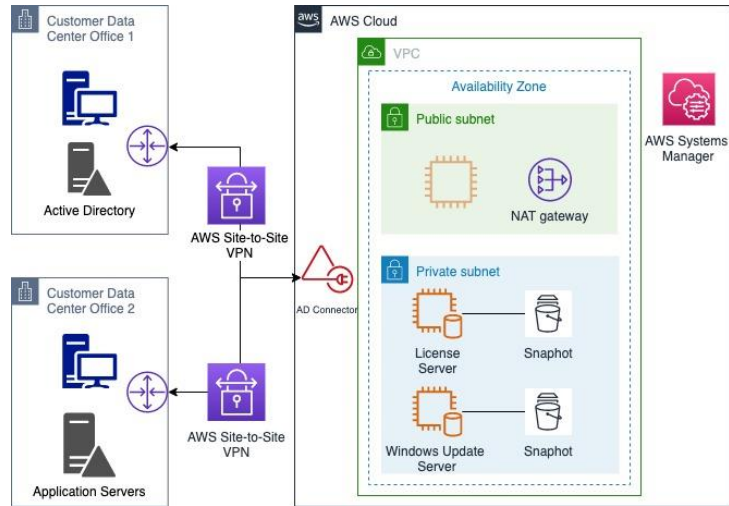 Customer Data
Center Office 1
Active Directory
AWS Site-to-Site
VPN
Customer Data
Center Office 2
Application Servers
AWS Site-to-Site
VPN
AD Connector
aws
AWS Cloud
VPC
Availability Zone
Public subnet
NAT gateway
Private subnet
License
Server
Snaphot
Windows Update
Server
Snaphot
AWS Systems
Manager